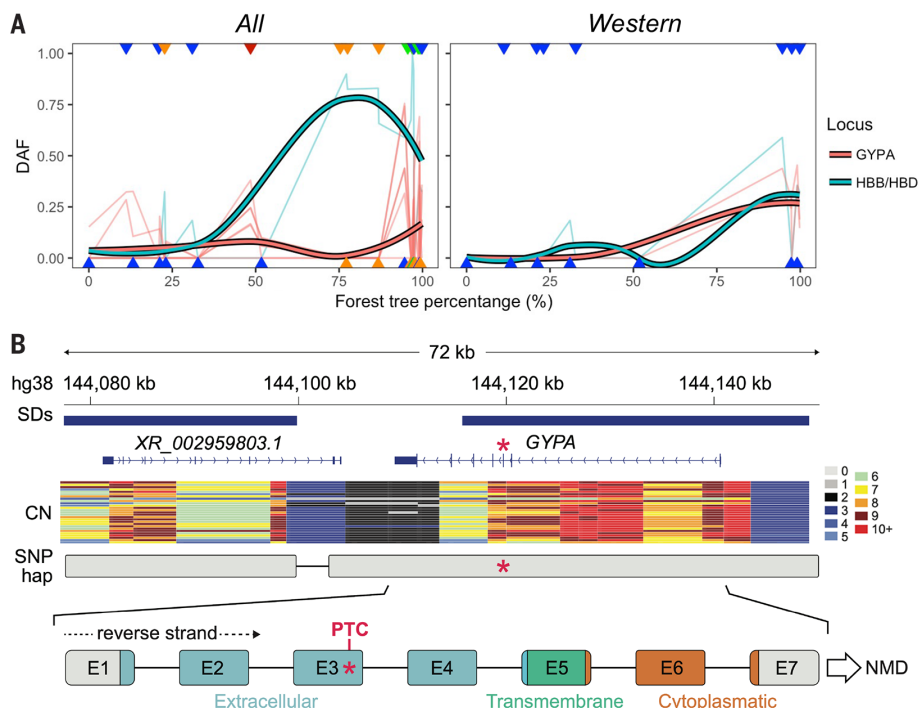 A
All
Western
1.00
0.75
0.50
0.25
0.00
DAF
0
25
50
75
100
0
25
50
75
100
Forest tree percentange (%)
Locus
GYPA
HBB/HBD
B
72 kb
hg38
144,080 kb
144,100 kb
144,120 kb
144,140 kb
SDs
XR_002959803.1
*
GYPA
CN
0
1
2
3
4
5
6
7
8
9
10+
SNP
hap
*
reverse strand
PTC
E1
E2
E3 *
E4
E5
E6
E7
NMD
Extracellular
Transmembrane
Cytoplasmatic